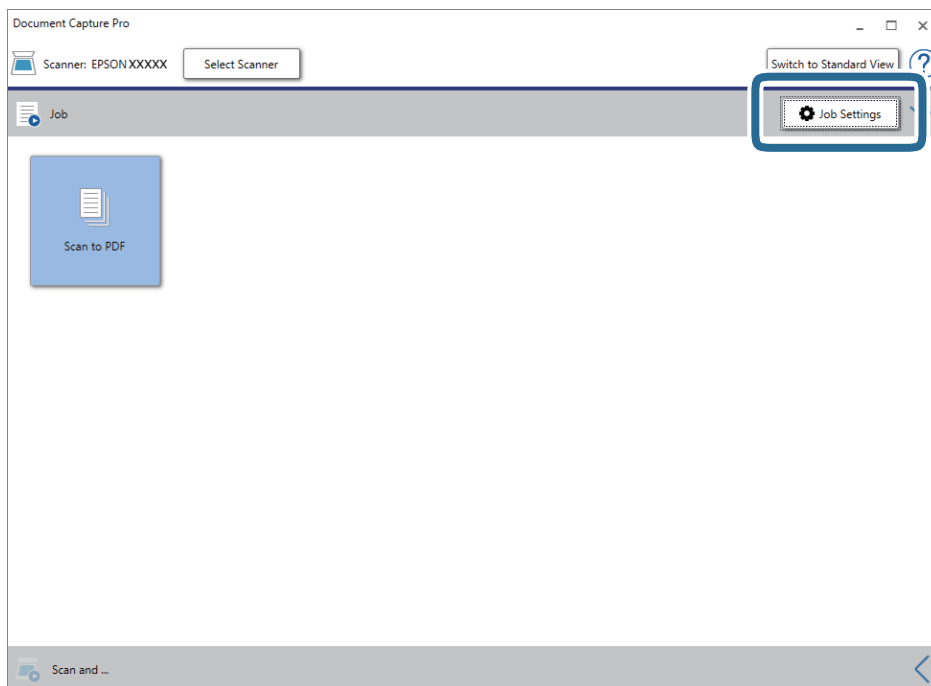 Document Capture Pro
Scanner: EPSON XXXXX Select Scanner Switch to Standard View ?
Job Job Settings
Scan to PDF
Scan and ...